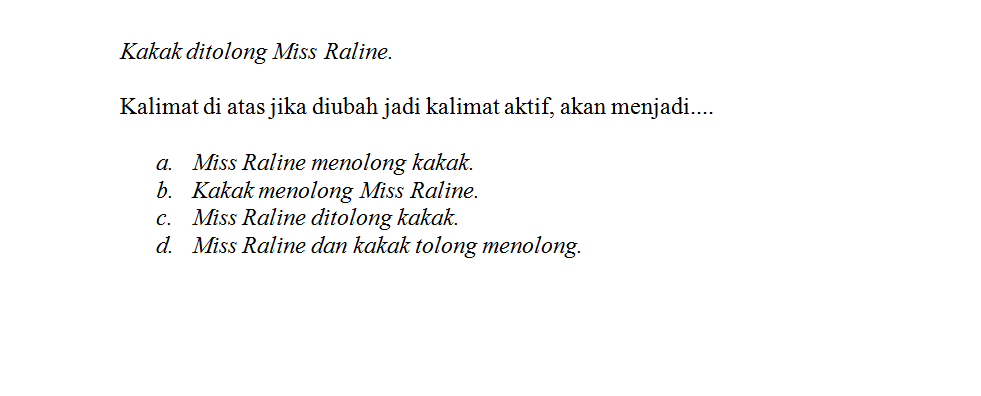 Kakak ditolong Miss Raline.
Kalimat di atas jika diubah jadi kalimat aktif, akan menjadi....
a. Miss Raline menolong kakak.
b. Kakak menolong Miss Raline.
c. Miss Raline ditolong kakak.
d. Miss Raline dan kakak tolong menolong.